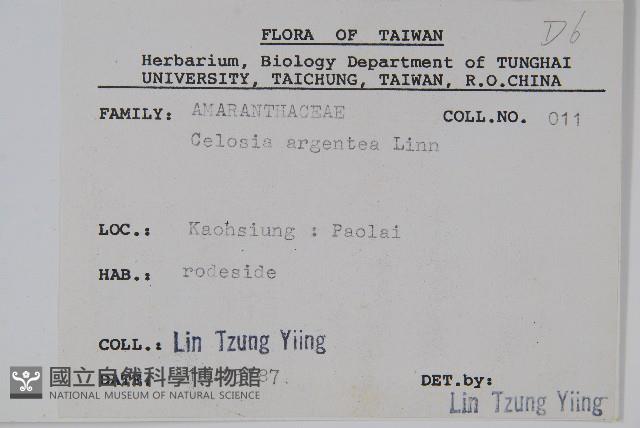 D6
FLORA OF TAIWAN
Herbarium, Biology Department of TUNGHAI
UNIVERSITY, TAICHUNG, TAIWAN, R.O.CHINA
FAMILY: AMARANTHACEAE COLL.NO. 011
Celosia argentea Linn
LOC.: Kaohsiung : Paolai
HAB.: rodeside
COLL.: Lin Tzung Yiing
DATE: 87.
DET.by:
Lin Tzung Yiing
國立自然科學博物館
NATIONAL MUSEUM OF NATURAL SCIENCE